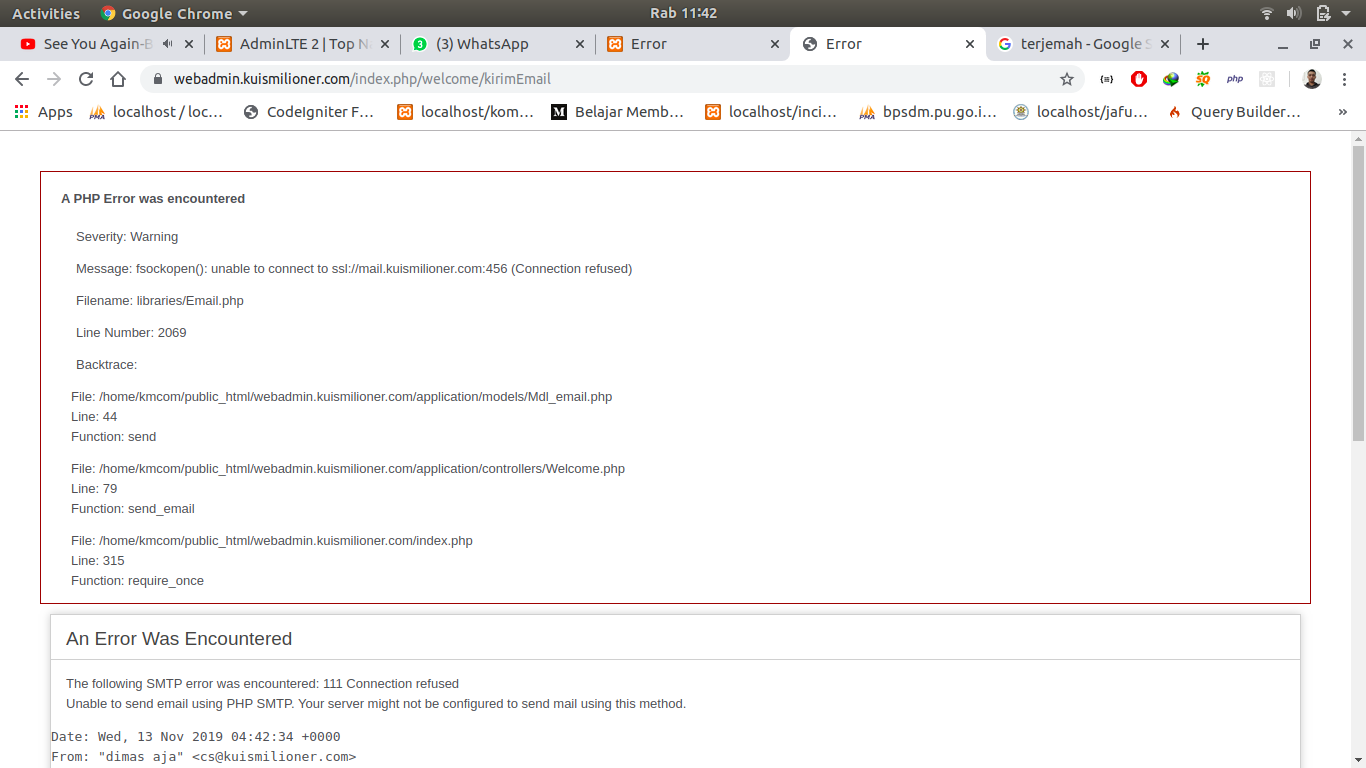 Activities
Google Chrome
Rab 11:42
See You Again-B
AdminLTE 2 | Top N
(3) WhatsApp
Error
Error
terjemah - Google S
webadmin.kuismilioner.com/index.php/welcome/kirimEmail
php
Apps
localhost / loc...
CodeIgniter F...
localhost/kom...
Belajar Memb...
localhost/inci...
bpsdm.pu.go.i...
localhost/jafu...
Query Builder...
»
A PHP Error was encountered
Severity: Warning
Message: fsockopen(): unable to connect to ssl://mail.kuismilioner.com:456 (Connection refused)
Filename: libraries/Email.php
Line Number: 2069
Backtrace:
File: /home/kmcom/public_html/webadmin.kuismilioner.com/application/models/Mdl_email.php
Line: 44
Function: send
File: /home/kmcom/public_html/webadmin.kuismilioner.com/application/controllers/Welcome.php
Line: 79
Function: send_email
File: /home/kmcom/public_html/webadmin.kuismilioner.com/index.php
Line: 315
Function: require_once
An Error Was Encountered
The following SMTP error was encountered: 111 Connection refused
Unable to send email using PHP SMTP. Your server might not be configured to send mail using this method.
Date: Wed, 13 Nov 2019 04:42:34 +0000
From: "dimas aja" <cs@kuismilioner.com>